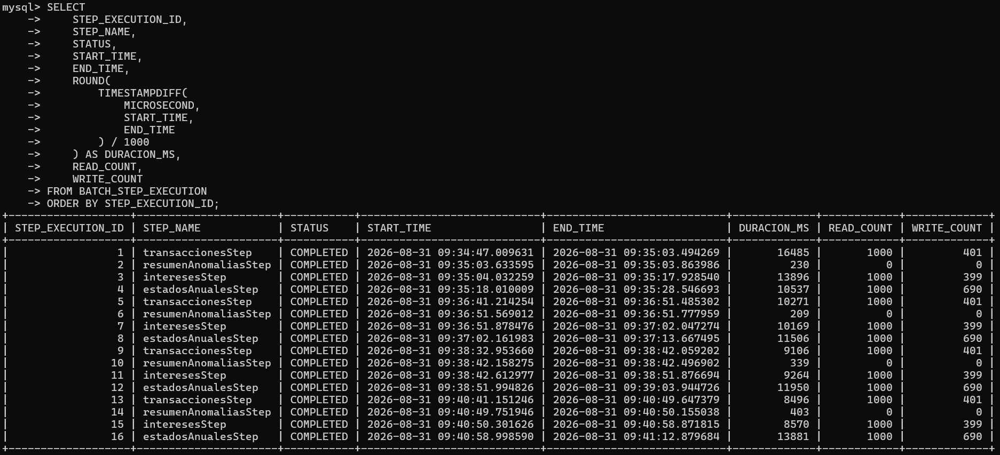 mysql> SELECT
    ->     STEP_EXECUTION_ID,
    ->     STEP_NAME,
    ->     STATUS,
    ->     START_TIME,
    ->     END_TIME,
    ->     ROUND(
    ->         TIMESTAMPDIFF(
    ->             MICROSECOND,
    ->             START_TIME,
    ->             END_TIME
    ->         ) / 1000
    ->     ) AS DURACION_MS,
    ->     READ_COUNT,
    ->     WRITE_COUNT
    -> FROM BATCH_STEP_EXECUTION
    -> ORDER BY STEP_EXECUTION_ID;
+-------------------+----------------------+-----------+----------------------------+----------------------------+-------------+------------+-------------+
| STEP_EXECUTION_ID | STEP_NAME            | STATUS    | START_TIME                 | END_TIME                   | DURACION_MS | READ_COUNT | WRITE_COUNT |
+-------------------+----------------------+-----------+----------------------------+----------------------------+-------------+------------+-------------+
|                 1 | transaccionesStep    | COMPLETED | 2026-08-31 09:34:47.009631 | 2026-08-31 09:35:03.494269 |       16485 |       1000 |         401 |
|                 2 | resumenAnomaliasStep | COMPLETED | 2026-08-31 09:35:03.633595 | 2026-08-31 09:35:03.863986 |         230 |          0 |           0 |
|                 3 | interesesStep        | COMPLETED | 2026-08-31 09:35:04.032259 | 2026-08-31 09:35:17.928540 |       13896 |       1000 |         399 |
|                 4 | estadosAnualesStep   | COMPLETED | 2026-08-31 09:35:18.010009 | 2026-08-31 09:35:28.546693 |       10537 |       1000 |         690 |
|                 5 | transaccionesStep    | COMPLETED | 2026-08-31 09:36:41.214254 | 2026-08-31 09:36:51.485302 |       10271 |       1000 |         401 |
|                 6 | resumenAnomaliasStep | COMPLETED | 2026-08-31 09:36:51.569012 | 2026-08-31 09:36:51.777959 |         209 |          0 |           0 |
|                 7 | interesesStep        | COMPLETED | 2026-08-31 09:36:51.878476 | 2026-08-31 09:37:02.047274 |       10169 |       1000 |         399 |
|                 8 | estadosAnualesStep   | COMPLETED | 2026-08-31 09:37:02.161983 | 2026-08-31 09:37:13.667495 |       11506 |       1000 |         690 |
|                 9 | transaccionesStep    | COMPLETED | 2026-08-31 09:38:32.953660 | 2026-08-31 09:38:42.059202 |        9106 |       1000 |         401 |
|                10 | resumenAnomaliasStep | COMPLETED | 2026-08-31 09:38:42.158275 | 2026-08-31 09:38:42.496902 |         339 |          0 |           0 |
|                11 | interesesStep        | COMPLETED | 2026-08-31 09:38:42.612977 | 2026-08-31 09:38:51.876694 |        9264 |       1000 |         399 |
|                12 | estadosAnualesStep   | COMPLETED | 2026-08-31 09:38:51.994826 | 2026-08-31 09:39:03.944726 |       11950 |       1000 |         690 |
|                13 | transaccionesStep    | COMPLETED | 2026-08-31 09:40:41.151246 | 2026-08-31 09:40:49.647379 |        8496 |       1000 |         401 |
|                14 | resumenAnomaliasStep | COMPLETED | 2026-08-31 09:40:49.751946 | 2026-08-31 09:40:50.155038 |         403 |          0 |           0 |
|                15 | interesesStep        | COMPLETED | 2026-08-31 09:40:50.301626 | 2026-08-31 09:40:58.871815 |        8570 |       1000 |         399 |
|                16 | estadosAnualesStep   | COMPLETED | 2026-08-31 09:40:58.998590 | 2026-08-31 09:41:12.879684 |       13881 |       1000 |         690 |
+-------------------+----------------------+-----------+----------------------------+----------------------------+-------------+------------+-------------+